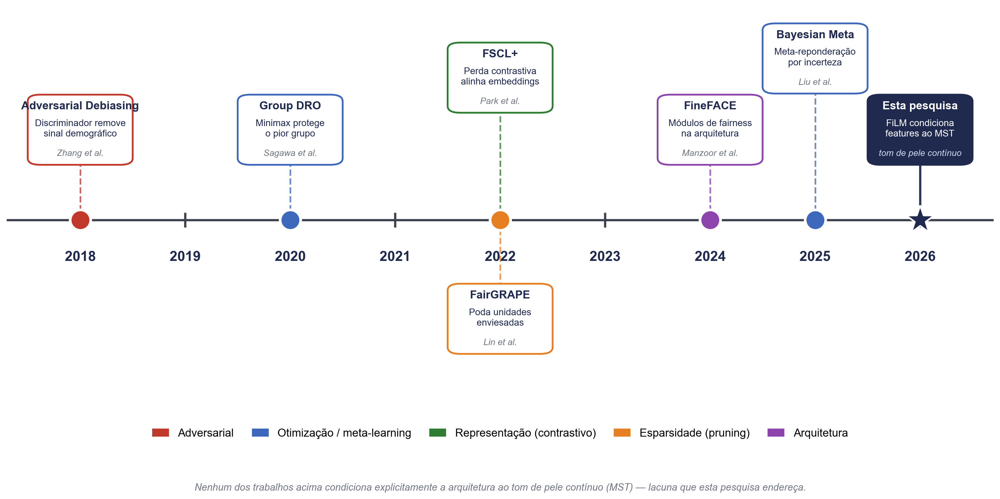 Adversarial Debiasing
Discriminador remove
sinal demográfico
Zhang et al.
Group DRO
Minimax protege
o pior grupo
Sagawa et al.
FSCL+
Perda contrastiva
alinha embeddings
Park et al.
FineFACE
Módulos de fairness
na arquitetura
Manzoor et al.
Bayesian Meta
Meta-reponderação
por incerteza
Liu et al.
Esta pesquisa
FiLM condiciona
features ao MST
tom de pele contínuo
2018 2019 2020 2021 2022 2023 2024 2025 2026
FairGRAPE
Poda unidades
enviesadas
Lin et al.
Adversarial Otimização / meta-learning Representação (contrastivo) Esparsidade (pruning) Arquitetura
Nenhum dos trabalhos acima condiciona explicitamente a arquitetura ao tom de pele contínuo (MST) — lacuna que esta pesquisa endereça.